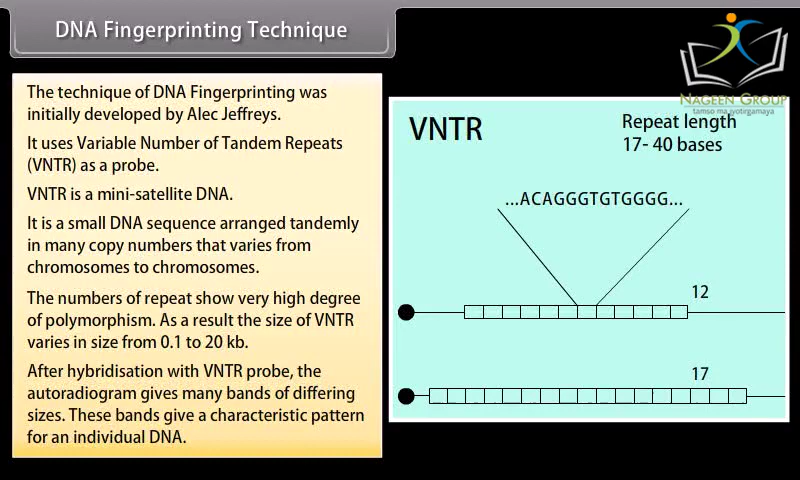 DNA Fingerprinting Technique
The technique of DNA Fingerprinting was
initially developed by Alec Jeffreys.
It uses Variable Number of Tandem Repeats
(VNTR) as a probe.
VNTR is a mini-satellite DNA.
It is a small DNA sequence arranged tandemly
in many copy numbers that varies from
chromosomes to chromosomes.
The numbers of repeat show very high degree
of polymorphism. As a result the size of VNTR
varies in size from 0.1 to 20 kb.
After hybridisation with VNTR probe, the
autoradiogram gives many bands of differing
sizes. These bands give a characteristic pattern
for an individual DNA.
NAGEEN GROUP
tamso ma jyotirgamaya
VNTR
Repeat length
17- 40 bases
...ACAGGGTGTGGGG...
12
17